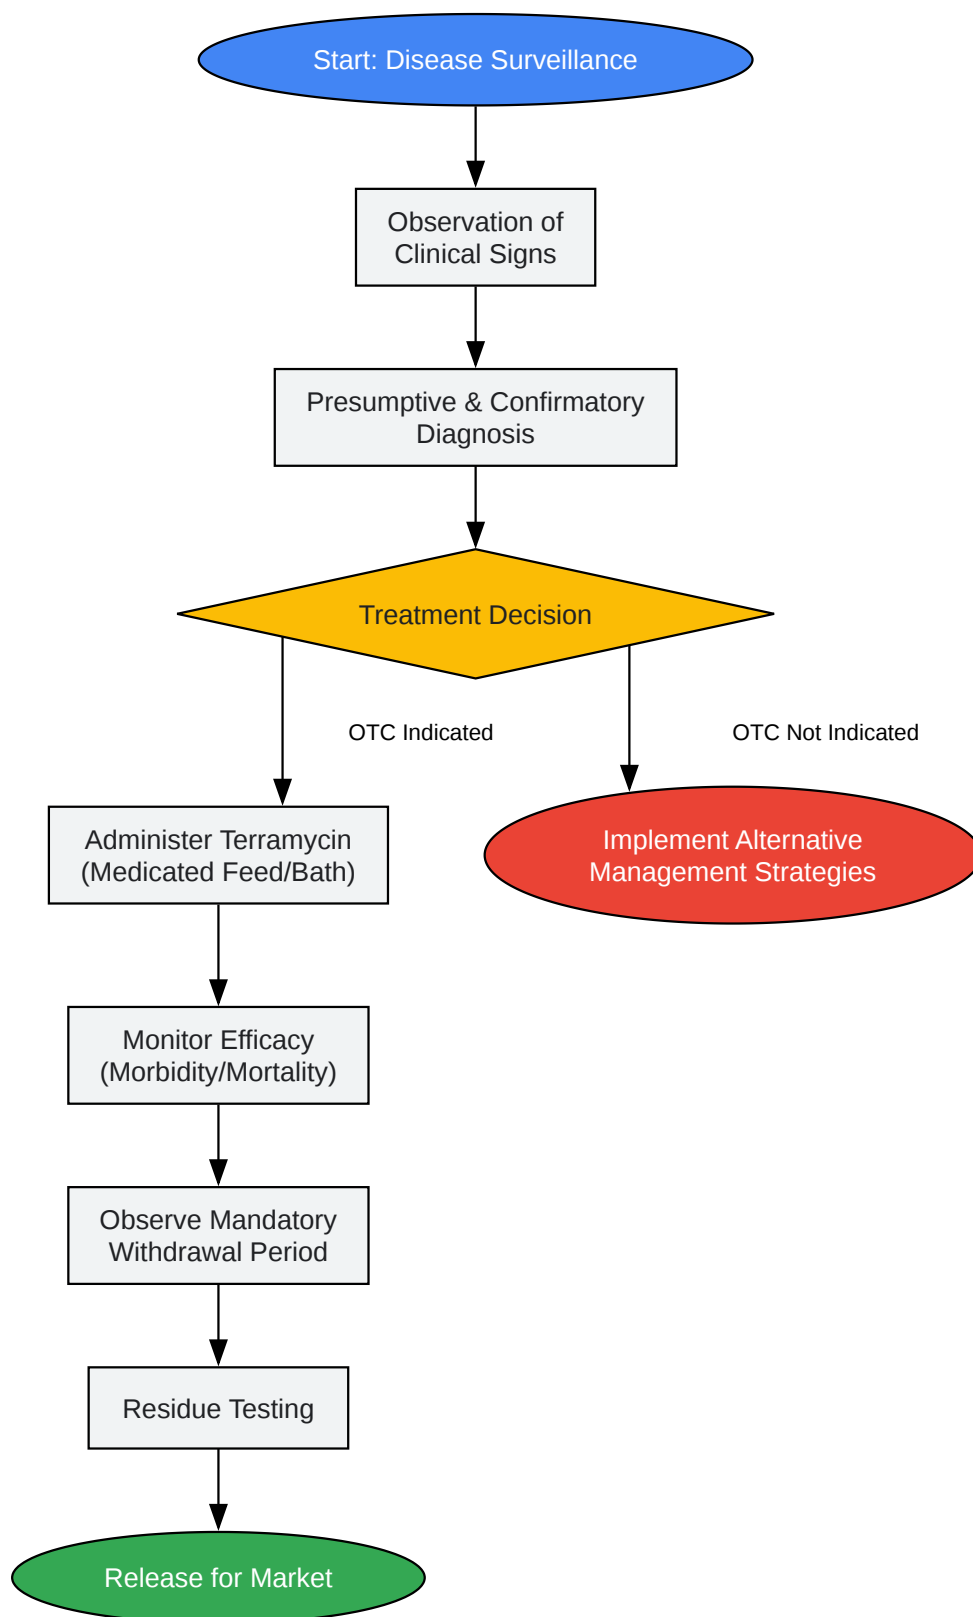 Start: Disease Surveillance
Observation of
Clinical Signs
Presumptive & Confirmatory
Diagnosis
Treatment Decision
OTC Indicated
OTC Not Indicated
Administer Terramycin
(Medicated Feed/Bath)
Implement Alternative
Management Strategies
Monitor Efficacy
(Morbidity/Mortality)
Observe Mandatory
Withdrawal Period
Residue Testing
Release for Market